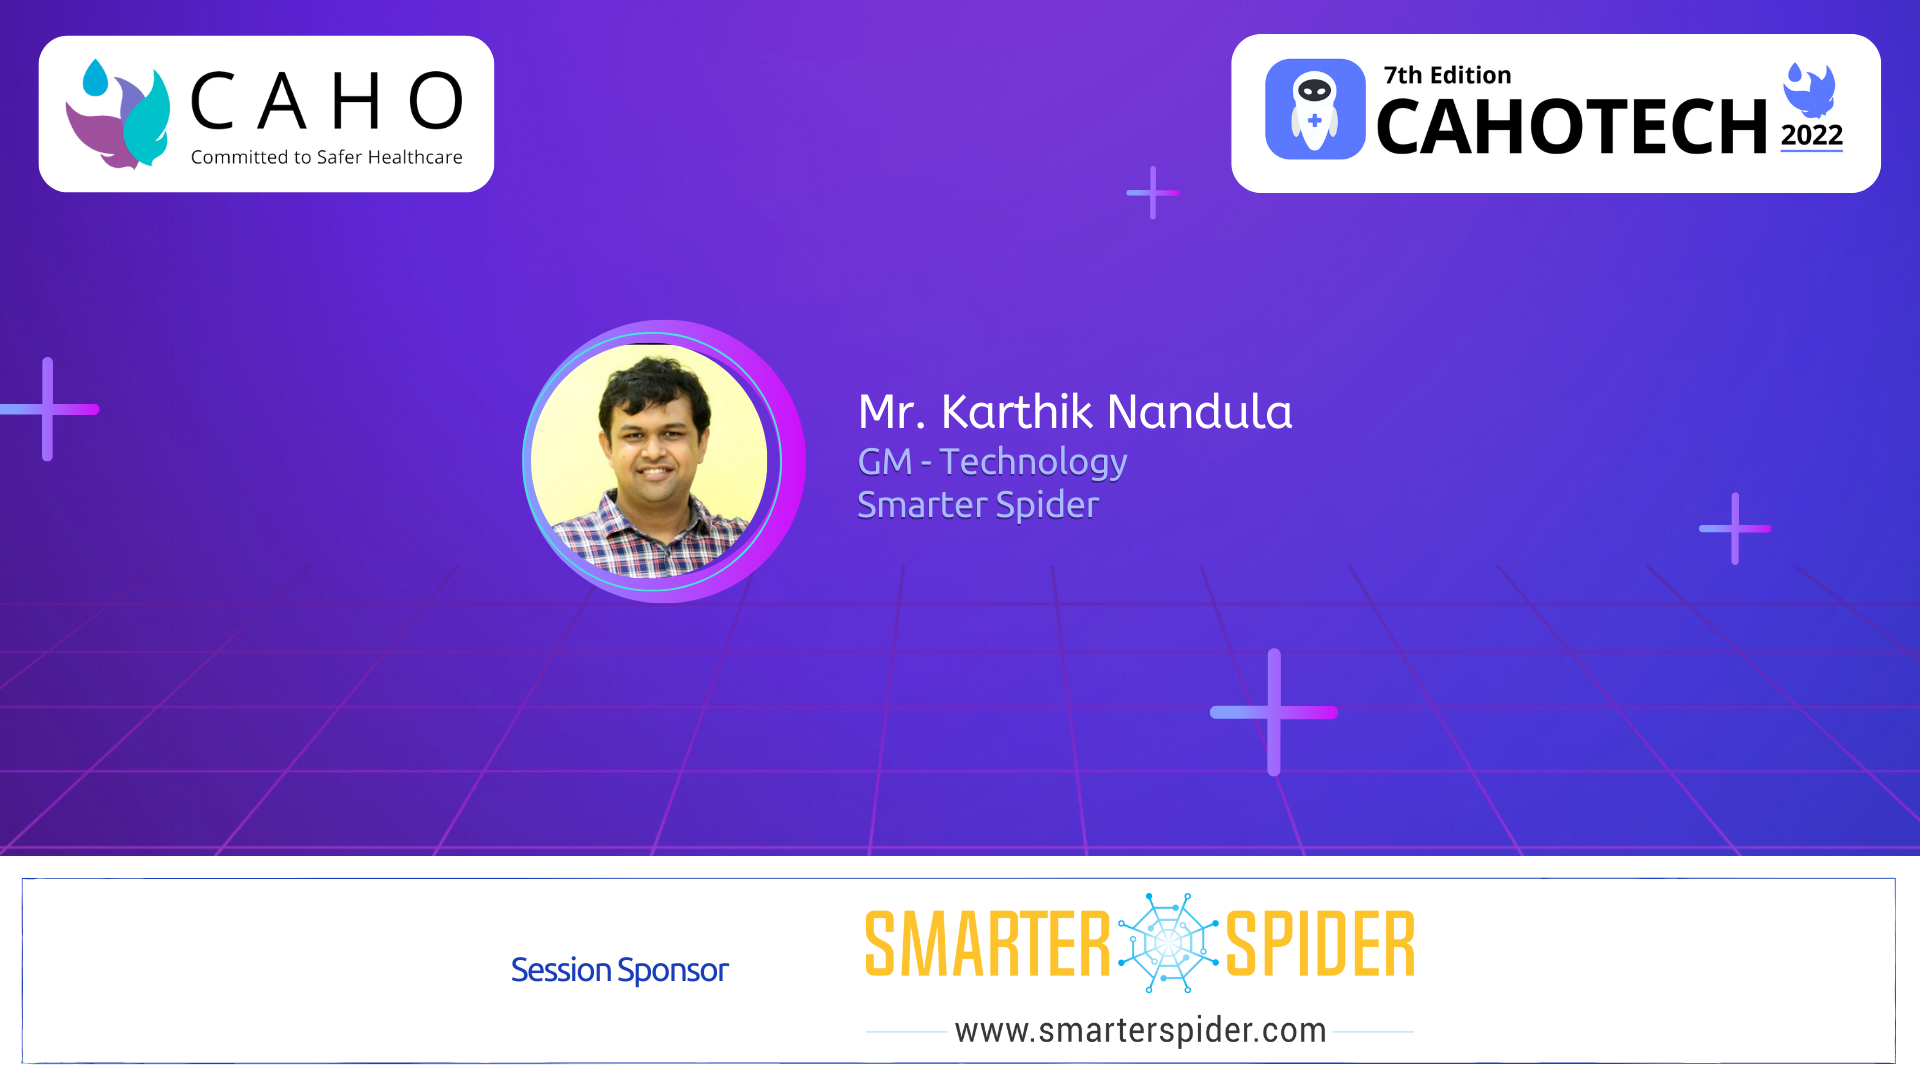 CAHO
Committed to Safer Healthcare
7th Edition
CAHOTECH
2022
Mr. Karthik Nandula
GM - Technology
Smarter Spider
Session Sponsor
SMARTER SPIDER
www.smarterspider.com